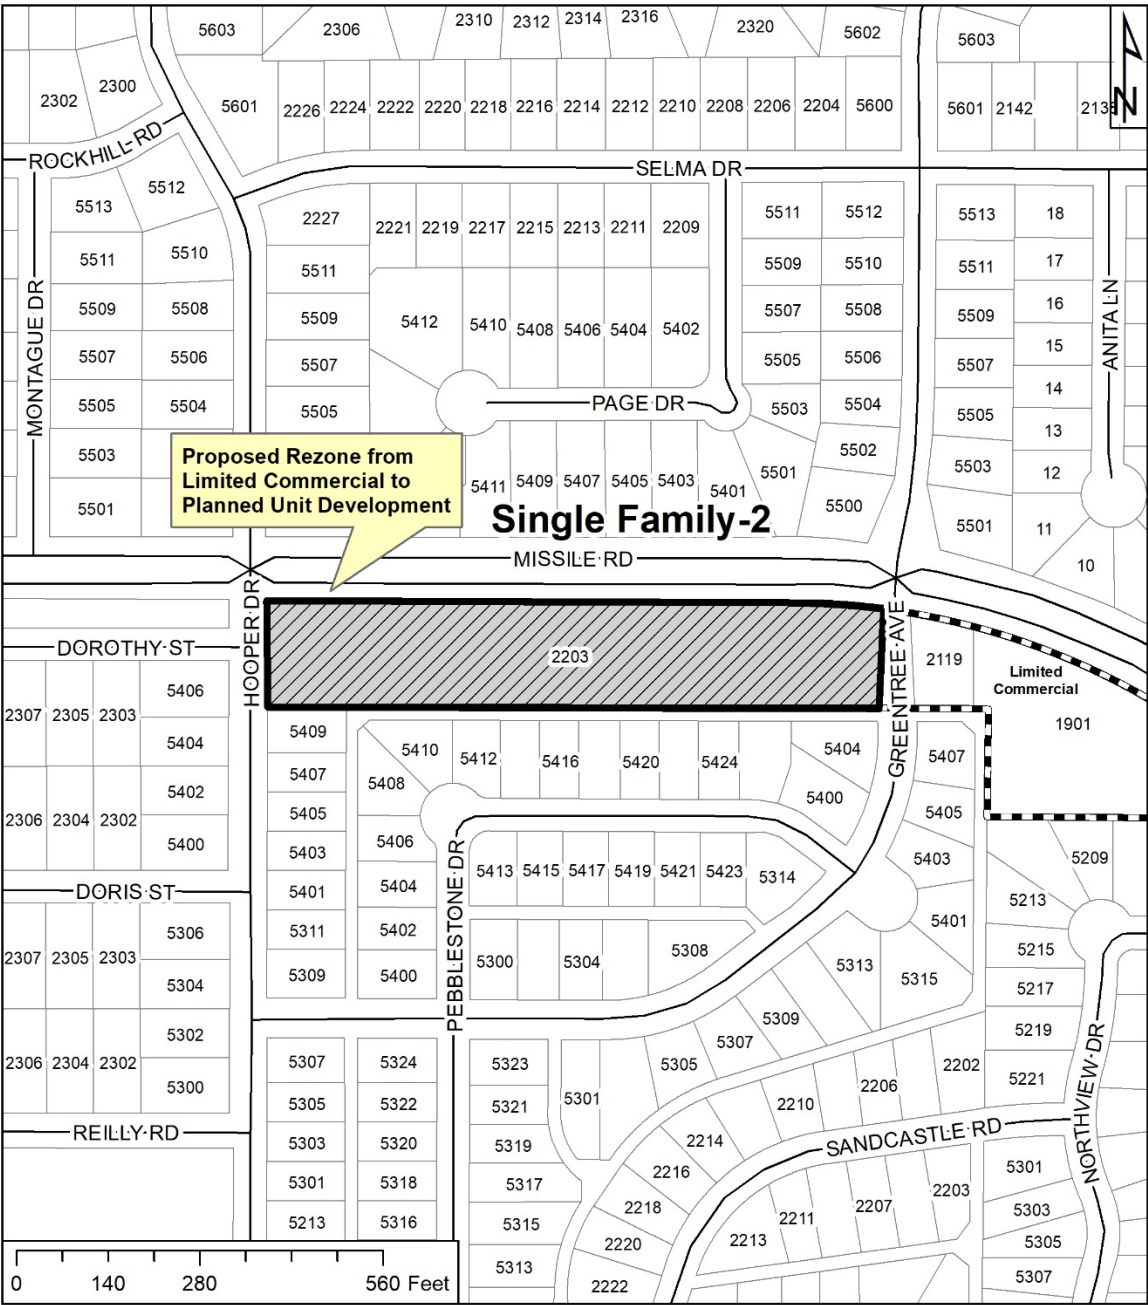 5603 2306 2310 2312 2314 2316 2320 5602 5603
2302 2300 5601 2226 2224 2222 2220 2218 2216 2214 2212 2210 2208 2206 2204 5600 5601 2142
N
ROCKHILL RD
SELMA DR
5513 5512 2227 2221 2219 2217 2215 2213 2211 2209 5511 5512 5513 18
5511 5510 5511 5509 5510 5511 17
MONTAGUE DR
ANITA LN
5509 5508 5509 5412 5410 5408 5406 5404 5402 5507 5508 5509 16
5507 5506 5507 5505 5506 5507 15
14
5505 5504 5505 PAGE DR 5503 5504 5505
13
5503 5502 5503 12
Proposed Rezone from
Limited Commercial to
Planned Unit Development
5411 5409 5407 5405 5403 5401 5501
5501 5500 5501 11
Single Family-2
MISSILE RD
10
HOOPER DR
GREENTREE AVE
DOROTHY ST
2203
2119
Limited
Commercial
1901
2307 2305 2303 5406
5404
5409 5410 5412 5416 5420 5424 5404 5407
5407 5408 5400
2306 2304 2302 5402 5405 5406 5405
5400 5403 5403 5209
PEBBLESTONE DR
5413 5415 5417 5419 5421 5423 5314
DORIS ST
5401 5404 5401 5213
2307 2305 2303 5306 5311 5402 5215
5304 5309 5400 5300 5304 5308 5313 5315 5217
2306 2304 2302 5302 5309 5219
5300 5307 5324 5323 5305 5307 2202 5221
5305 5322 5321 5301 2210 2206
NORTHVIEW DR
REILLY RD
5303 5320 5319 2214
SANDCASTLE RD
5301 5318 5317 2216 5301
5213 5316 5315 2218 2211 2207 2203 5303
5313 2220 2213 5305
2222 5307
0 140 280 560 Feet